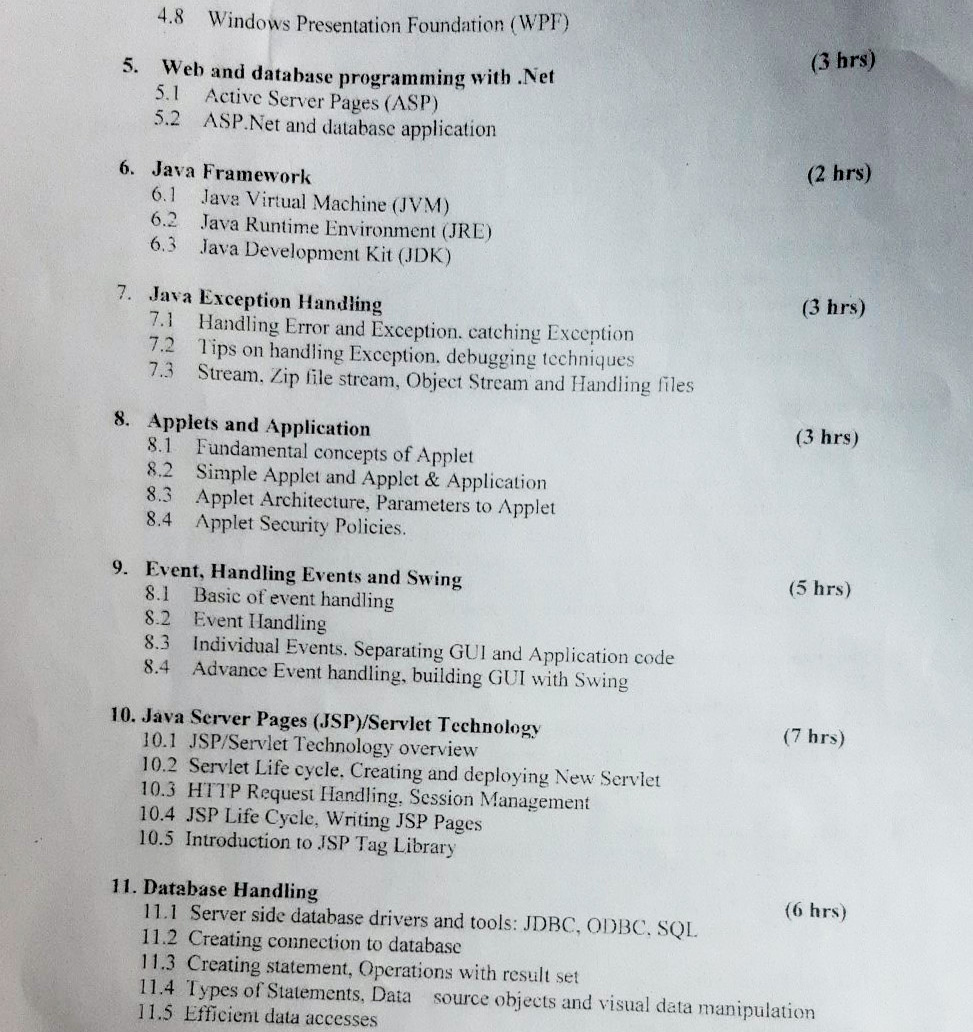 4.8 Windows Presentation Foundation (WPF)
5. Web and database programming with .Net (3 hrs)
5.1 Active Server Pages (ASP)
5.2 ASP.Net and database application
6. Java Framework (2 hrs)
6.1 Java Virtual Machine (JVM)
6.2 Java Runtime Environment (JRE)
6.3 Java Development Kit (JDK)
7. Java Exception Handling (3 hrs)
7.1 Handling Error and Exception, catching Exception
7.2 Tips on handling Exception, debugging techniques
7.3 Stream, Zip file stream, Object Stream and Handling files
8. Applets and Application (3 hrs)
8.1 Fundamental concepts of Applet
8.2 Simple Applet and Applet & Application
8.3 Applet Architecture, Parameters to Applet
8.4 Applet Security Policies.
9. Event, Handling Events and Swing (5 hrs)
8.1 Basic of event handling
8.2 Event Handling
8.3 Individual Events, Separating GUI and Application code
8.4 Advance Event handling, building GUI with Swing
10. Java Server Pages (JSP)/Servlet Technology (7 hrs)
10.1 JSP/Servlet Technology overview
10.2 Servlet Life cycle, Creating and deploying New Servlet
10.3 HTTP Request Handling, Session Management
10.4 JSP Life Cycle, Writing JSP Pages
10.5 Introduction to JSP Tag Library
11. Database Handling (6 hrs)
11.1 Server side database drivers and tools: JDBC, ODBC, SQL
11.2 Creating connection to database
11.3 Creating statement, Operations with result set
11.4 Types of Statements, Data source objects and visual data manipulation
11.5 Efficient data accesses